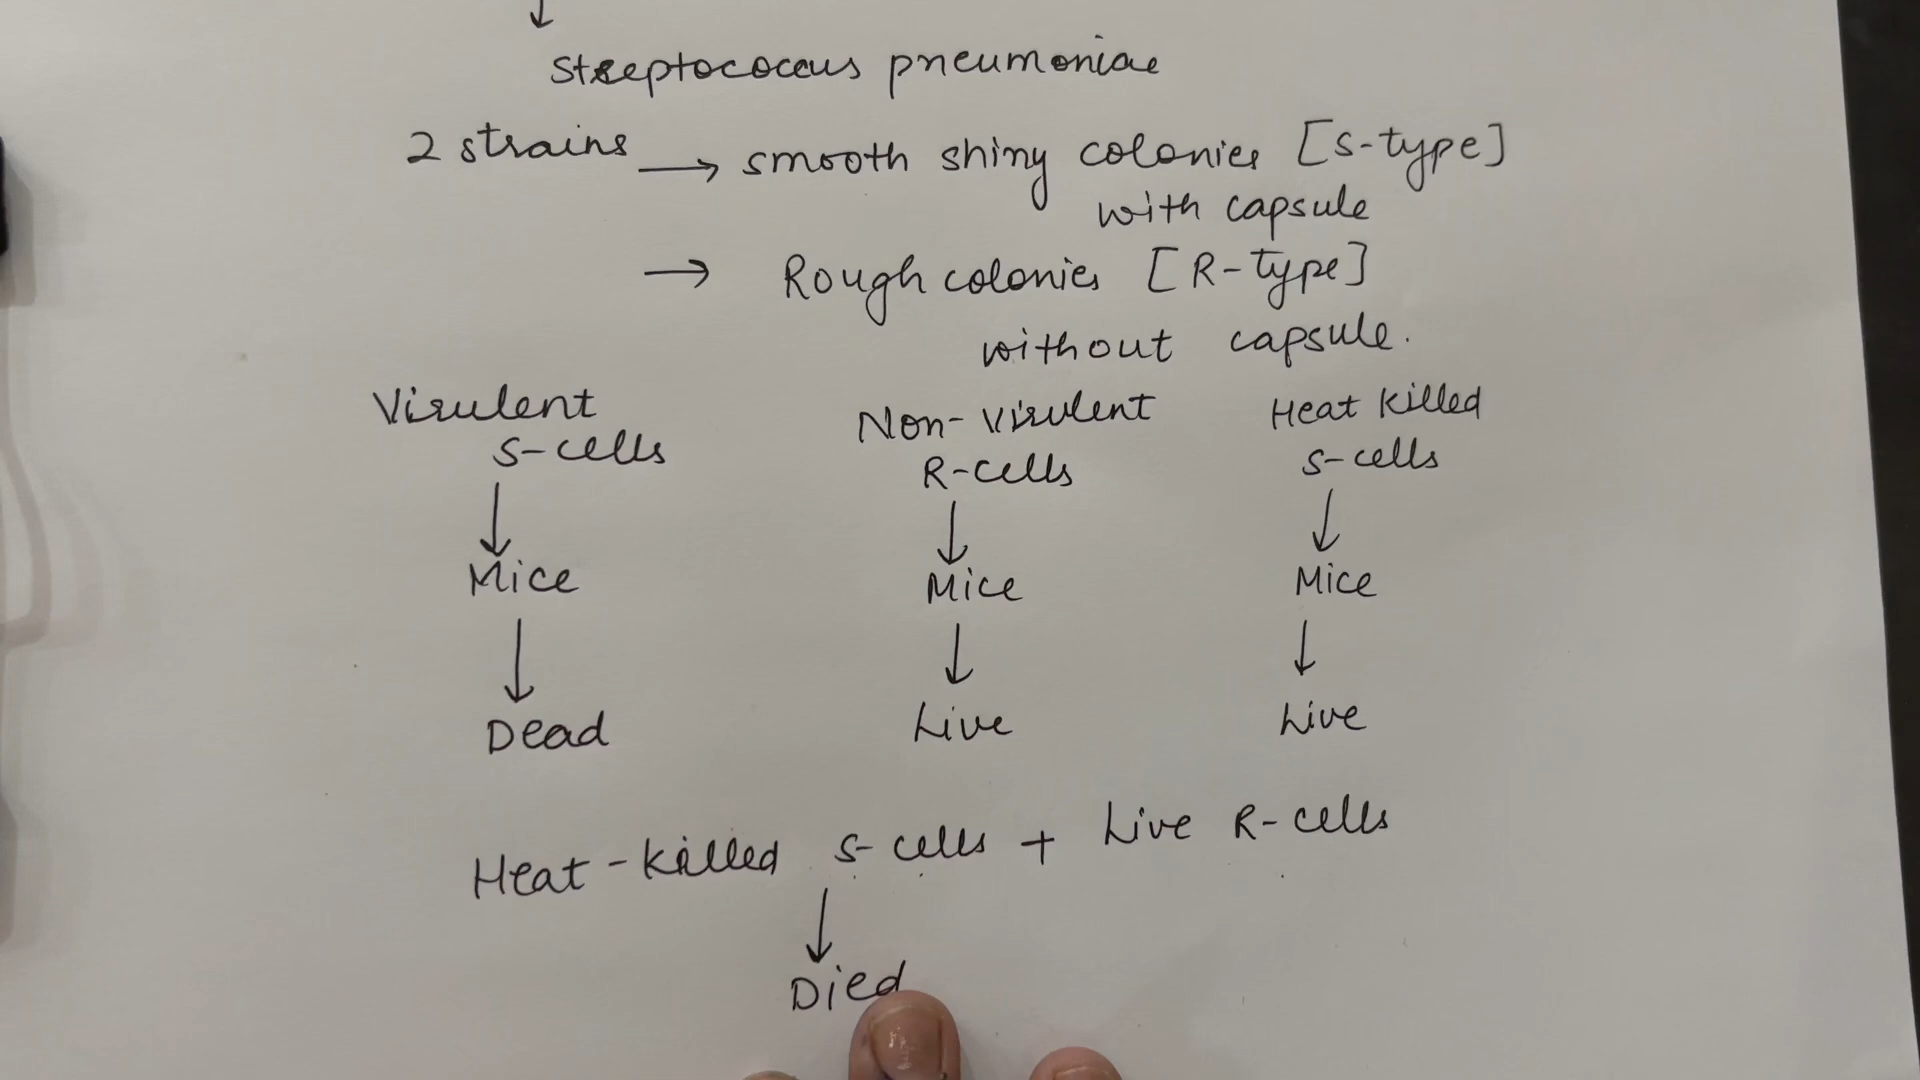 Streptococcus pneumoniae
2 strains → smooth shiny colonies [S-type]
with capsule
→ Rough colonies [R-type]
without capsule.
Virulent Non-virulent Heat killed
S-cells R-cells S-cells
↓ ↓ ↓
Mice Mice Mice
↓ ↓ ↓
Dead Live Live
Heat-killed S-cells + Live R-cells
↓
Died